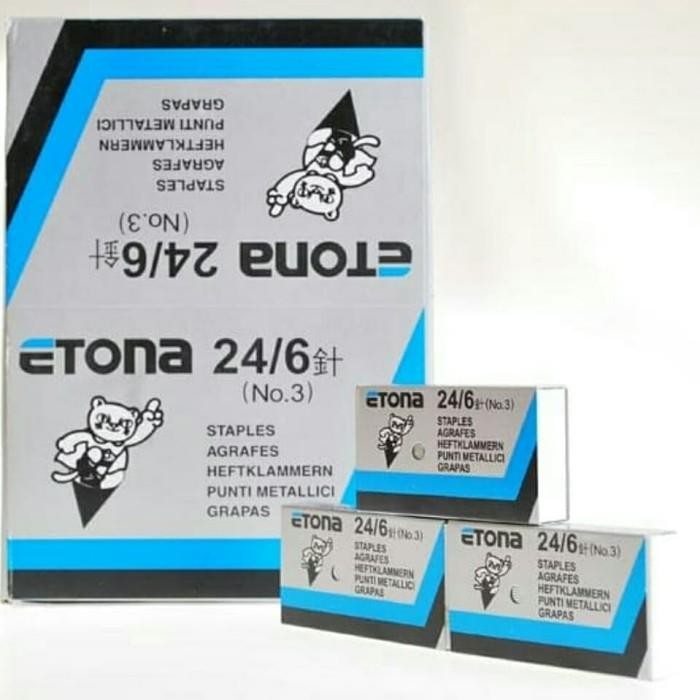 GRAPAS
PUNTI METALLICI
HEFTKLAMMERN
AGRAFES
STAPLES
(No.3)
ETONA 24/6針
ETONA 24/6針
(No.3)
STAPLES
AGRAFES
HEFTKLAMMERN
PUNTI METALLICI
GRAPAS
ETONA 24/6針(No.3)
STAPLES
AGRAFES
HEFTKLAMMERN
PUNTI METALLICI
GRAPAS
ETONA 24/6針(No.3)
STAPLES
AGRAFES
HEFTKLAMMERN
PUNTI METALLICI
GRAPAS
ETONA 24/6針(No.3)
STAPLES
AGRAFES
HEFTKLAMMERN
PUNTI METALLICI
GRAPAS